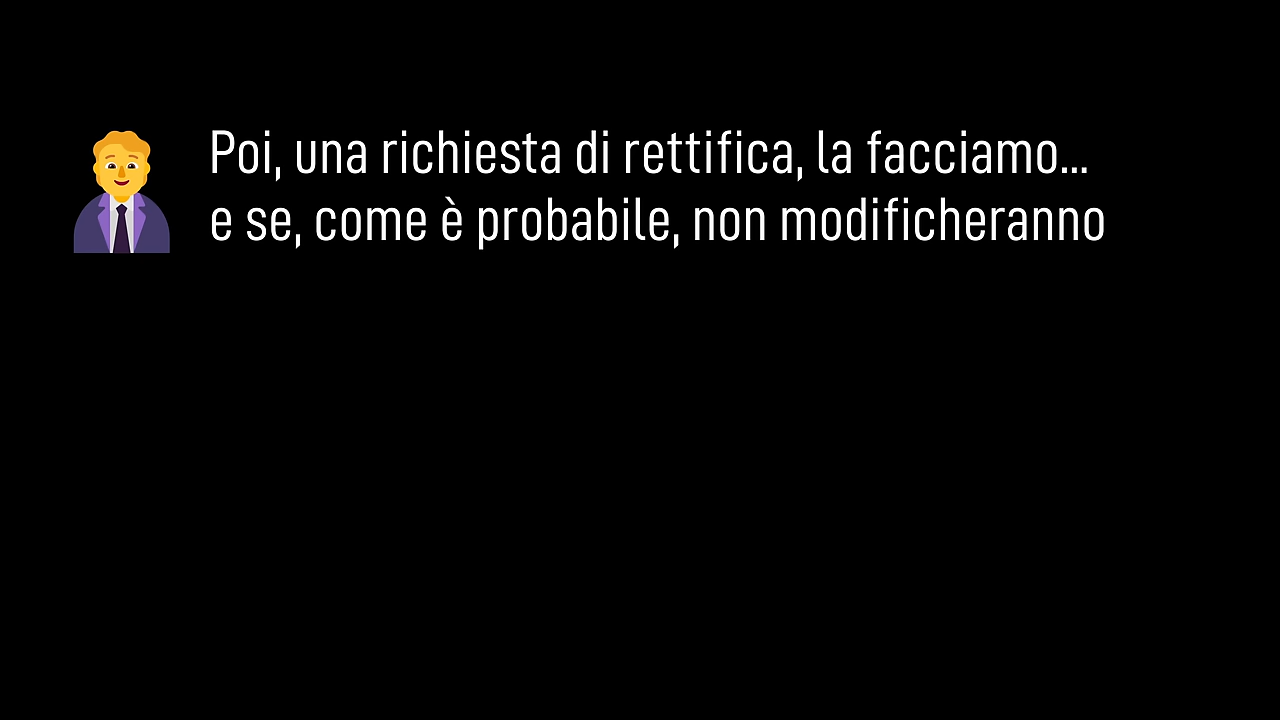 Poi, una richiesta di rettifica, la facciamo...
e se, come è probabile, non modificheranno